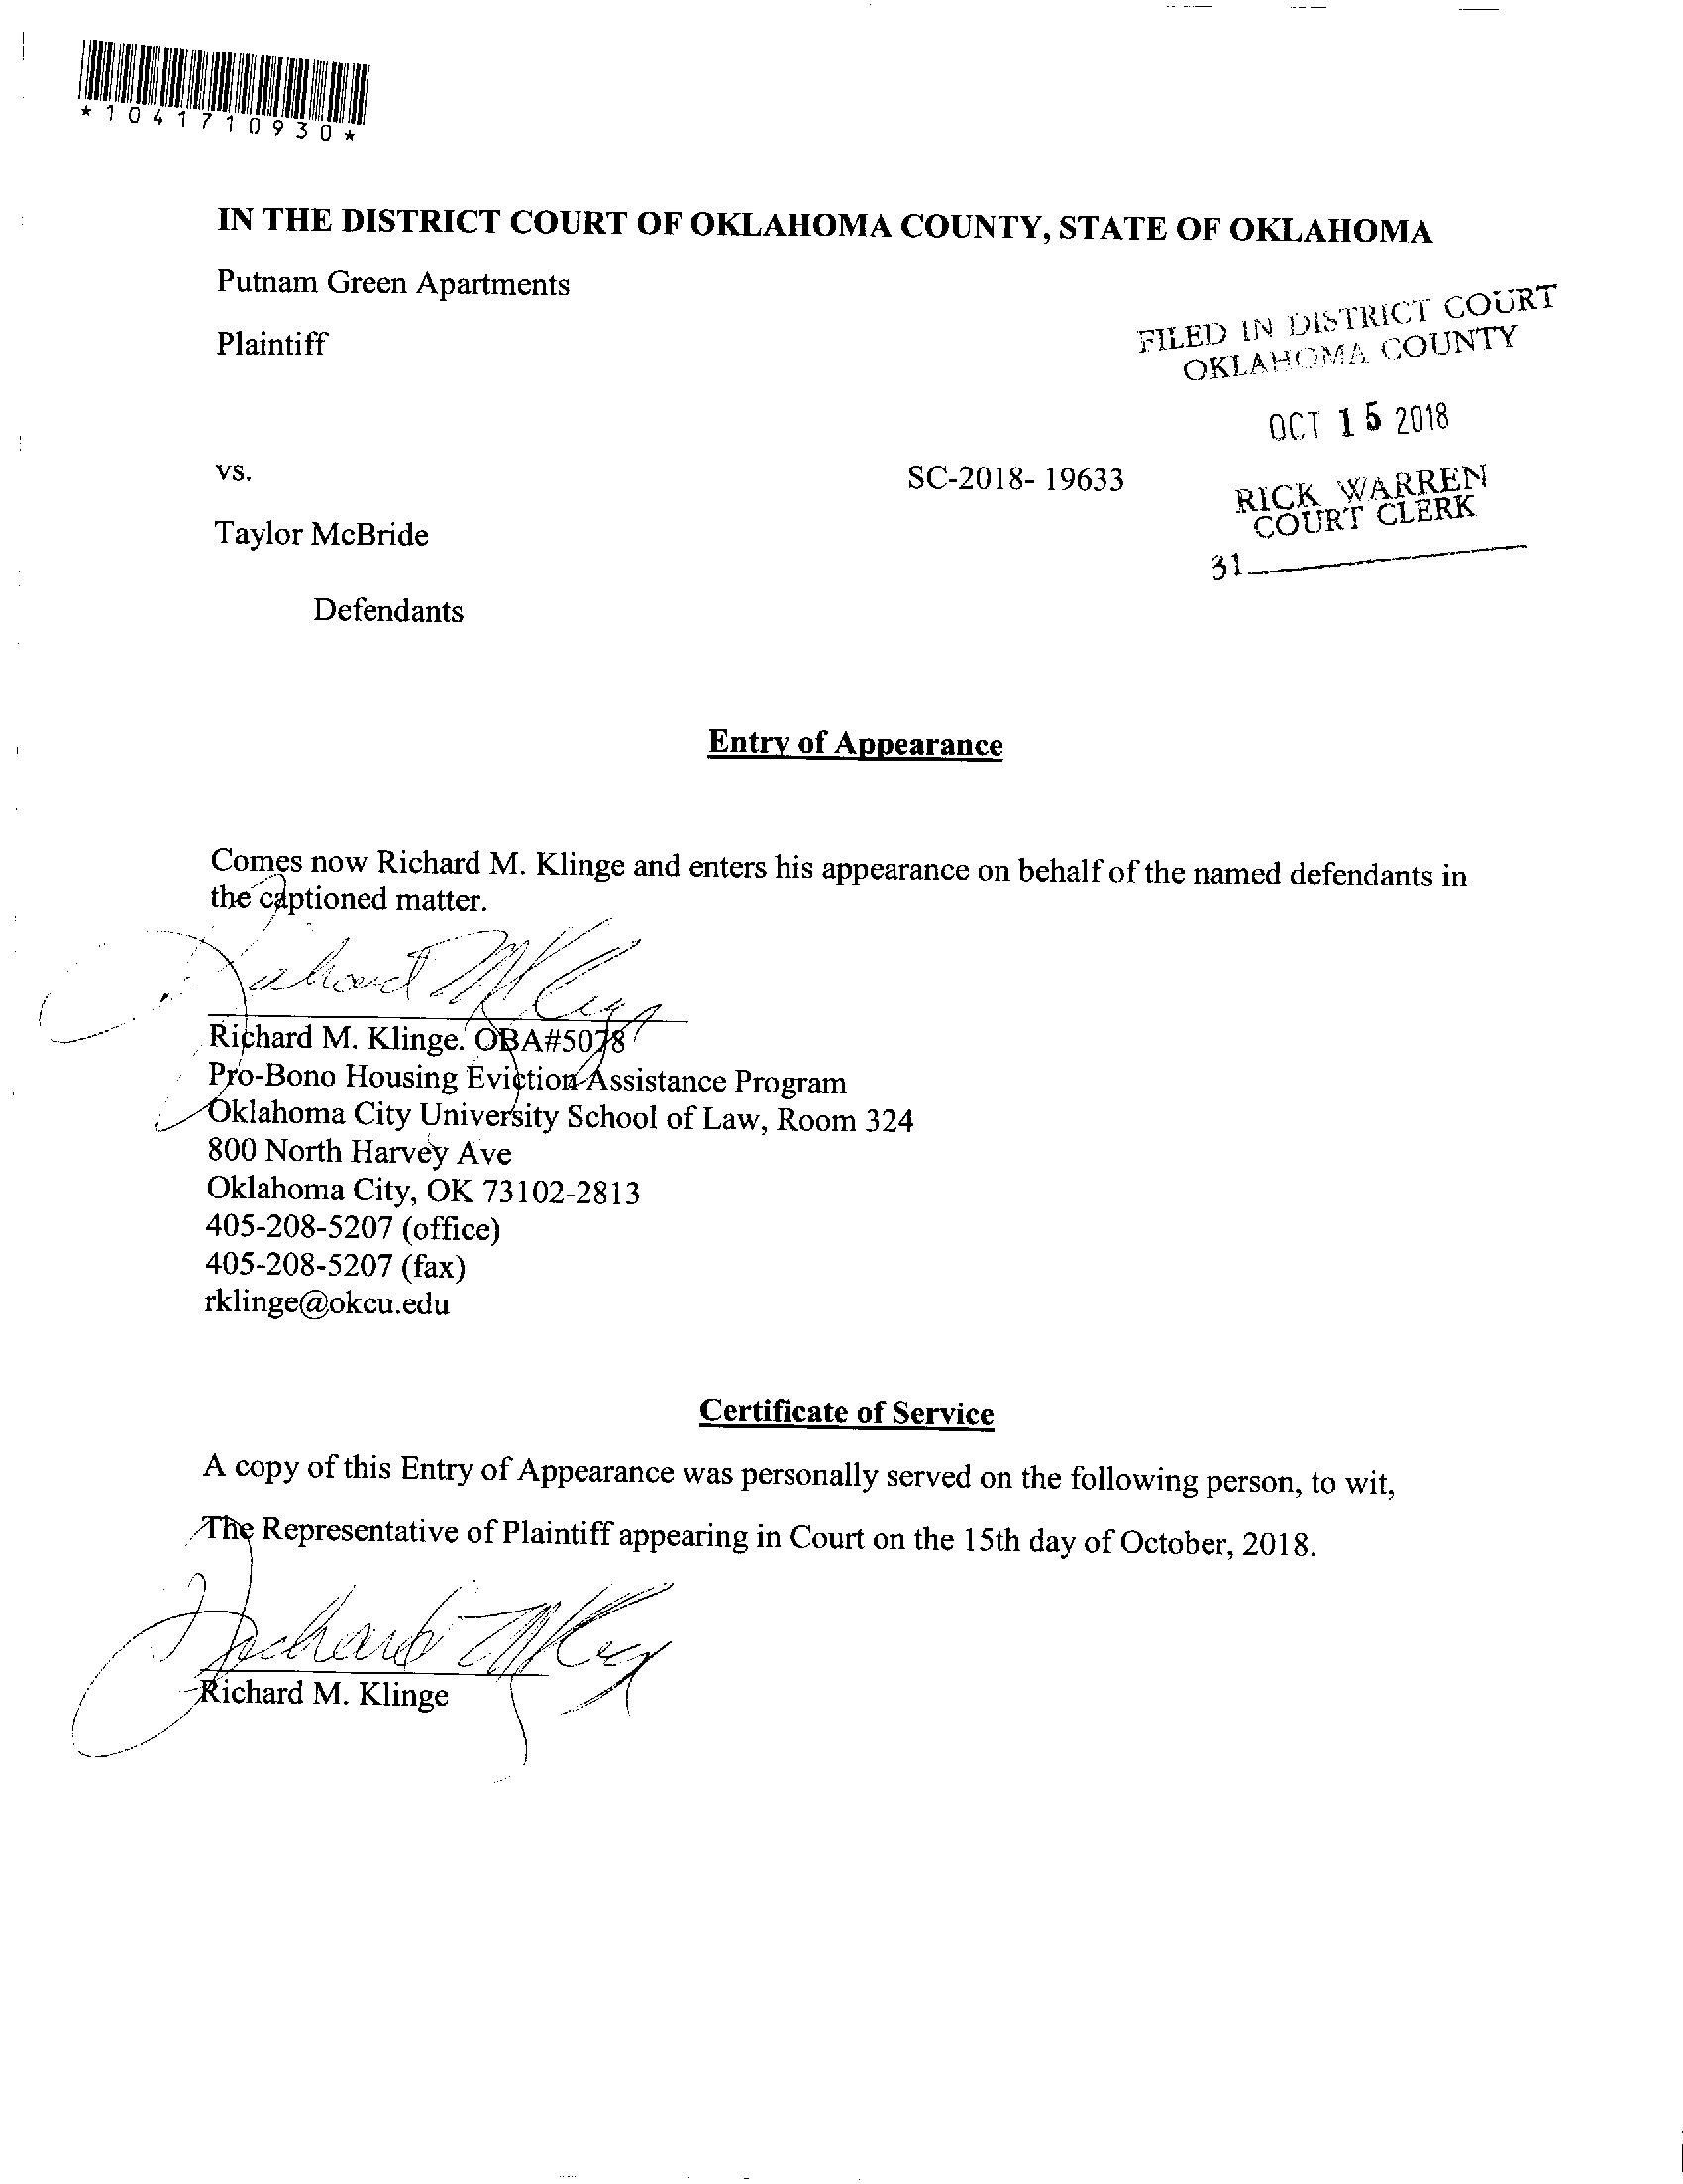 *1041710930*
IN THE DISTRICT COURT OF OKLAHOMA COUNTY, STATE OF OKLAHOMA
Putnam Green Apartments
Plaintiff
FILED IN DISTRICT COURT
OKLAHOMA COUNTY
OCT 15 2018
vs.
SC-2018- 19633
RICK WARREN
COURT CLERK
31
Taylor McBride
Defendants
Entry of Appearance
Comes now Richard M. Klinge and enters his appearance on behalf of the named defendants in
the captioned matter.
Richard M. Klinge. OBA#5078
Pro-Bono Housing Eviction Assistance Program
Oklahoma City University School of Law, Room 324
800 North Harvey Ave
Oklahoma City, OK 73102-2813
405-208-5207 (office)
405-208-5207 (fax)
rklinge@okcu.edu
Certificate of Service
A copy of this Entry of Appearance was personally served on the following person, to wit,
The Representative of Plaintiff appearing in Court on the 15th day of October, 2018.
Richard M. Klinge